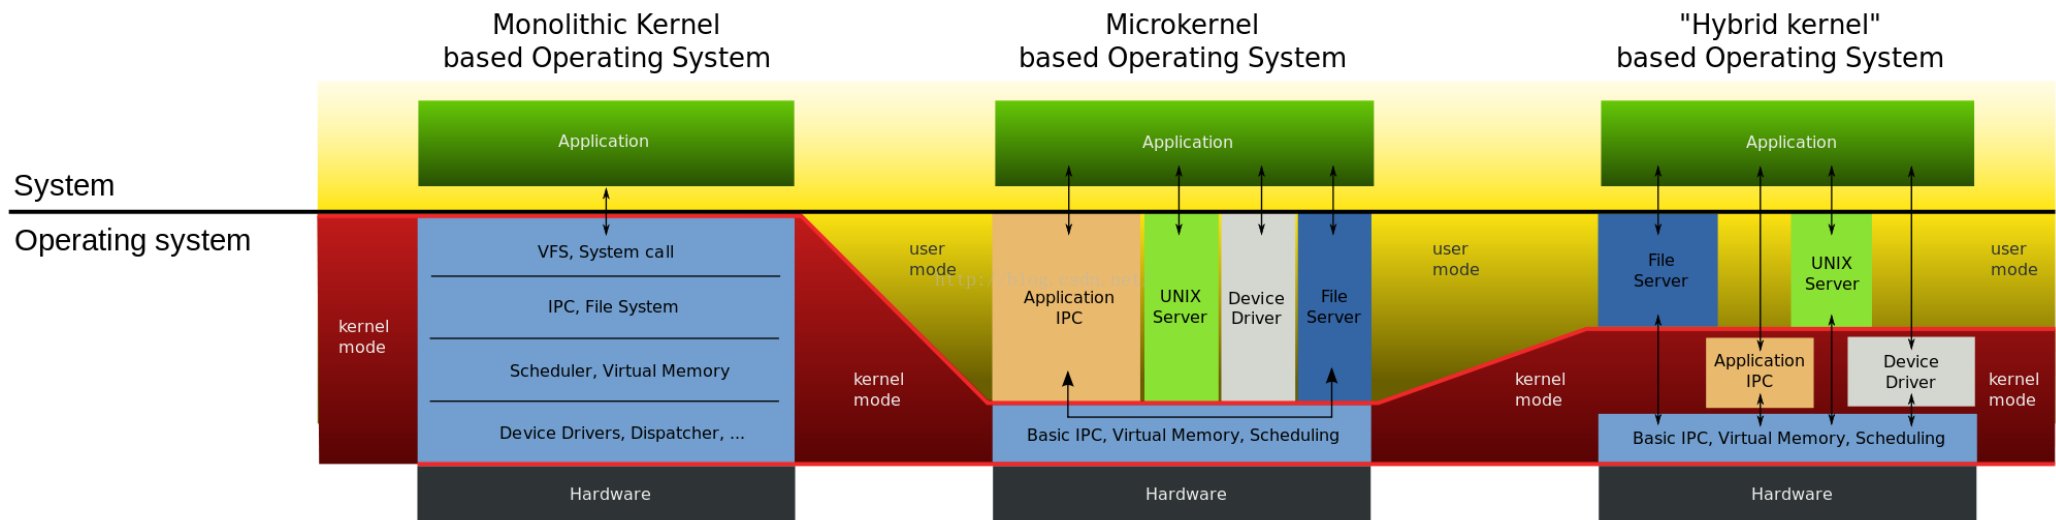 Monolithic Kernel
based Operating System
Microkernel
based Operating System
"Hybrid kernel"
based Operating System
System
Operating system
Application
VFS, System call
IPC, File System
Scheduler, Virtual Memory
Device Drivers, Dispatcher, ...
Hardware
kernel
mode
kernel
mode
user
mode
Application
Application
IPC
UNIX
Server
Device
Driver
File
Server
Basic IPC, Virtual Memory, Scheduling
Hardware
user
mode
kernel
mode
Application
File
Server
UNIX
Server
Application
IPC
Device
Driver
Basic IPC, Virtual Memory, Scheduling
Hardware
user
mode
kernel
mode